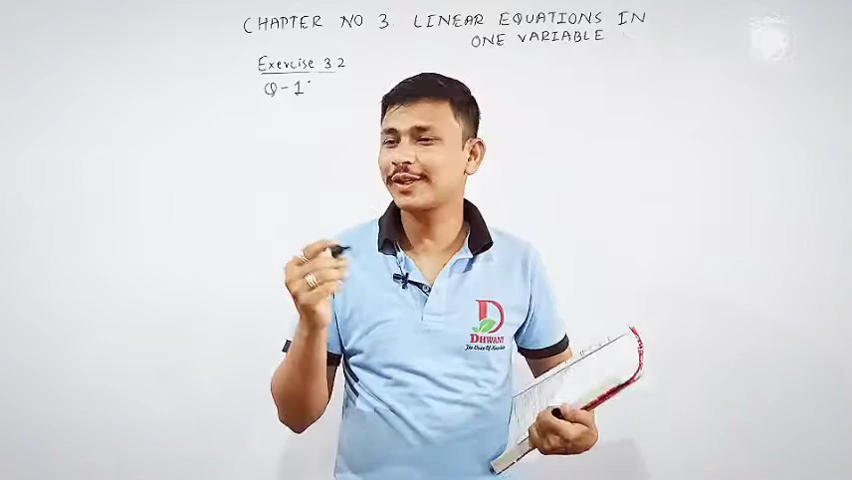 CHAPTER NO 3. LINEAR EQUATIONS IN
ONE VARIABLE
Exercise 3.2
Q-1
D
DHWANI